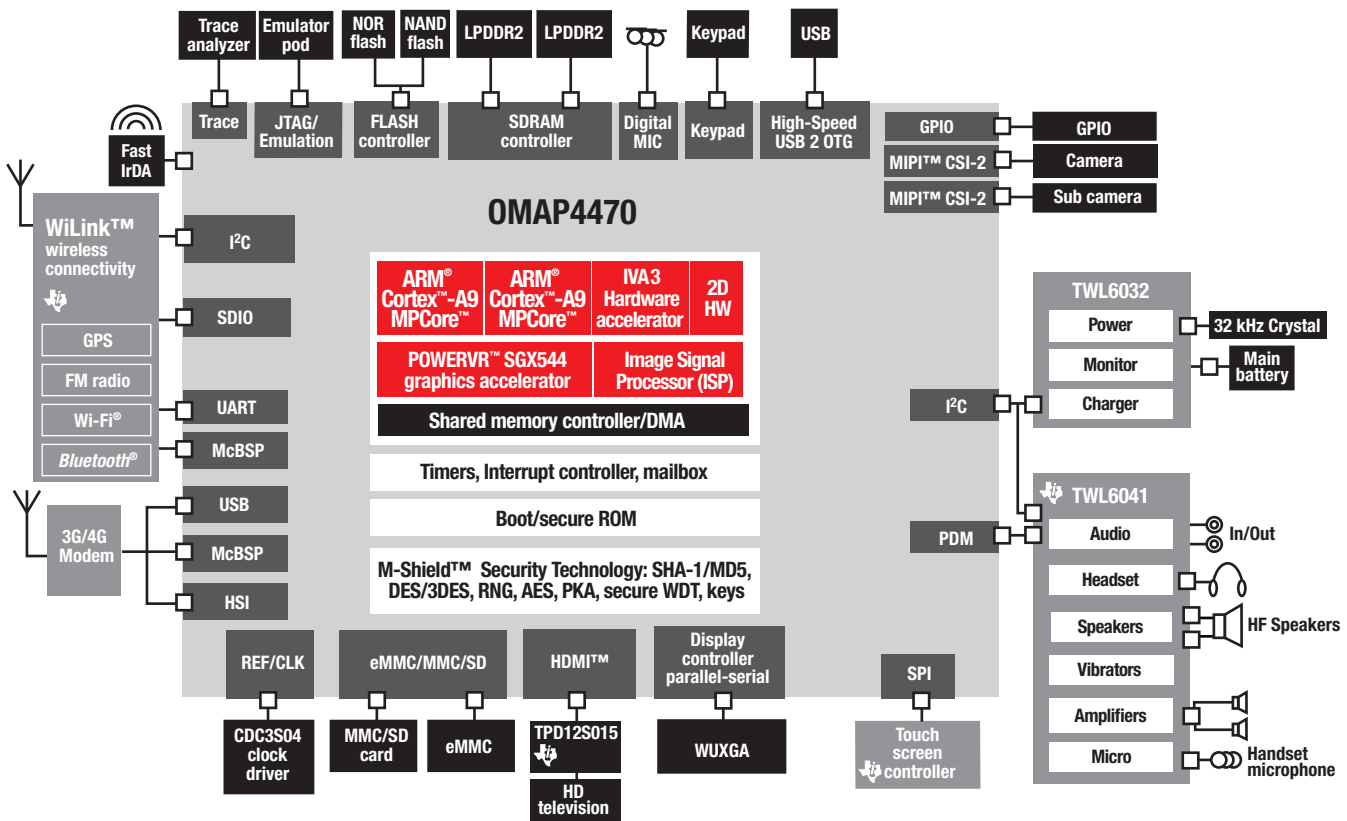 Trace
analyzer
Emulator
pod
NOR
flash
NAND
flash
LPDDR2
LPDDR2
Keypad
USB
Trace
JTAG/
Emulation
FLASH
controller
SDRAM
controller
Digital
MIC
Keypad
High-Speed
USB 2 OTG
GPIO
GPIO
MIPI™ CSI-2
Camera
MIPI™ CSI-2
Sub camera
Fast
IrDA
OMAP4470
WiLink™
wireless
connectivity
GPS
FM radio
Wi-Fi®
Bluetooth®
I²C
SDIO
UART
McBSP
3G/4G
Modem
USB
McBSP
HSI
ARM®
Cortex™-A9
MPCore™
ARM®
Cortex™-A9
MPCore™
IVA3
Hardware
accelerator
2D
HW
POWERVR™ SGX544
graphics accelerator
Image Signal
Processor (ISP)
Shared memory controller/DMA
Timers, Interrupt controller, mailbox
Boot/secure ROM
M-Shield™ Security Technology: SHA-1/MD5,
DES/3DES, RNG, AES, PKA, secure WDT, keys
I²C
PDM
TWL6032
Power
Monitor
Charger
32 kHz Crystal
Main
battery
TWL6041
Audio
Headset
Speakers
Vibrators
Amplifiers
Micro
In/Out
HF Speakers
Handset
microphone
REF/CLK
eMMC/MMC/SD
HDMI™
Display
controller
parallel-serial
SPI
CDC3S04
clock
driver
MMC/SD
card
eMMC
TPD12S015
HD
television
WUXGA
Touch
screen
controller